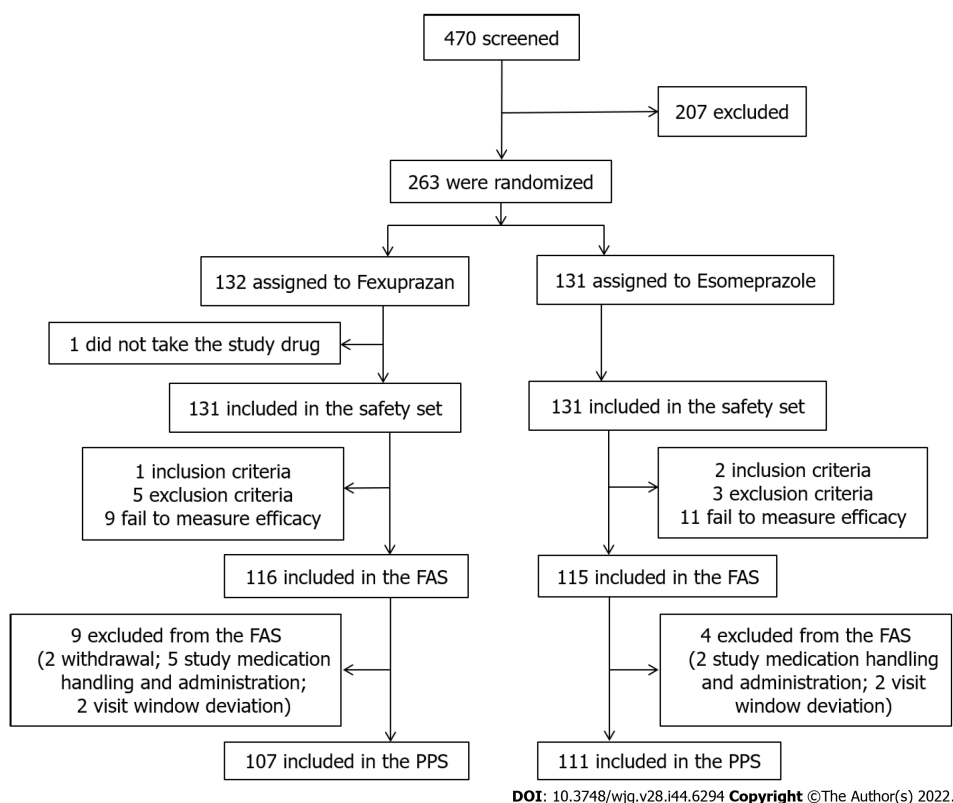 470 screened
207 excluded
263 were randomized
132 assigned to Fexuprazan
131 assigned to Esomeprazole
1 did not take the study drug
131 included in the safety set
131 included in the safety set
1 inclusion criteria
5 exclusion criteria
9 fail to measure efficacy
2 inclusion criteria
3 exclusion criteria
11 fail to measure efficacy
116 included in the FAS
115 included in the FAS
9 excluded from the FAS
(2 withdrawal; 5 study medication
handling and administration;
2 visit window deviation)
4 excluded from the FAS
(2 study medication handling
and administration; 2 visit
window deviation)
107 included in the PPS
111 included in the PPS
DOI: 10.3748/wjg.v28.i44.6294 Copyright ©The Author(s) 2022.